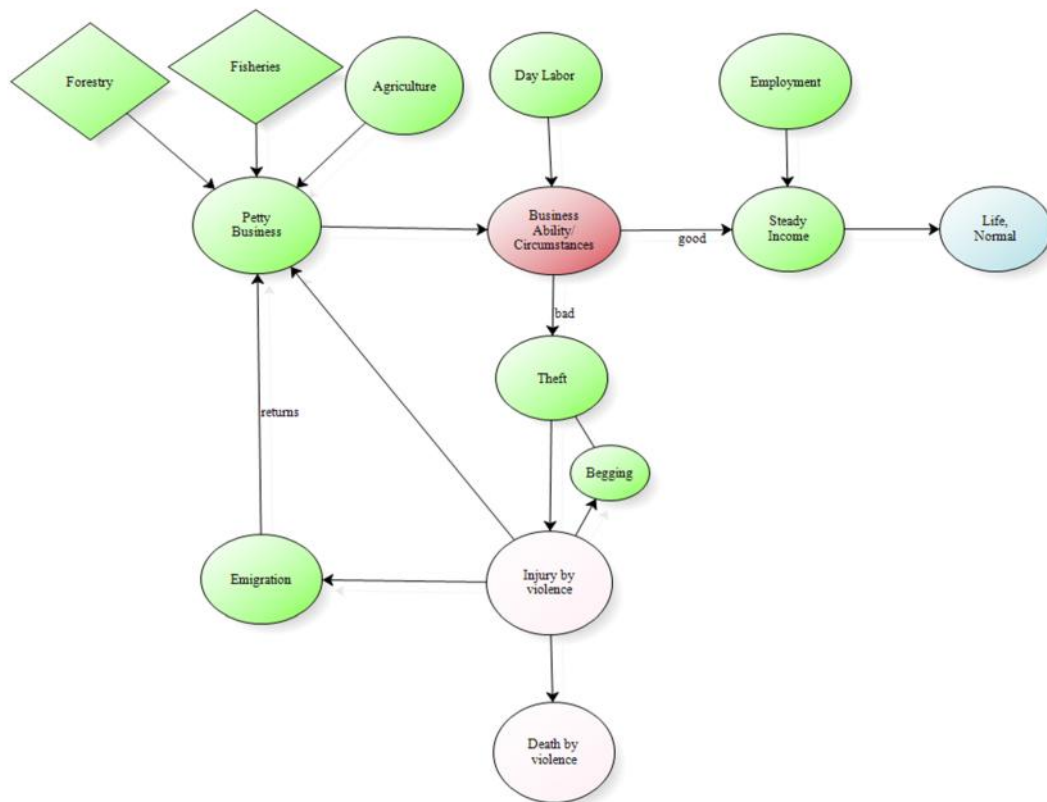 Forestry
Fisheries
Agriculture
Day Labor
Employment
Petty
Business
Business
Ability/
Circumstances
good
Steady
Income
Life,
Normal
bad
Theft
returns
Begging
Emigration
Injury by
violence
Death by
violence